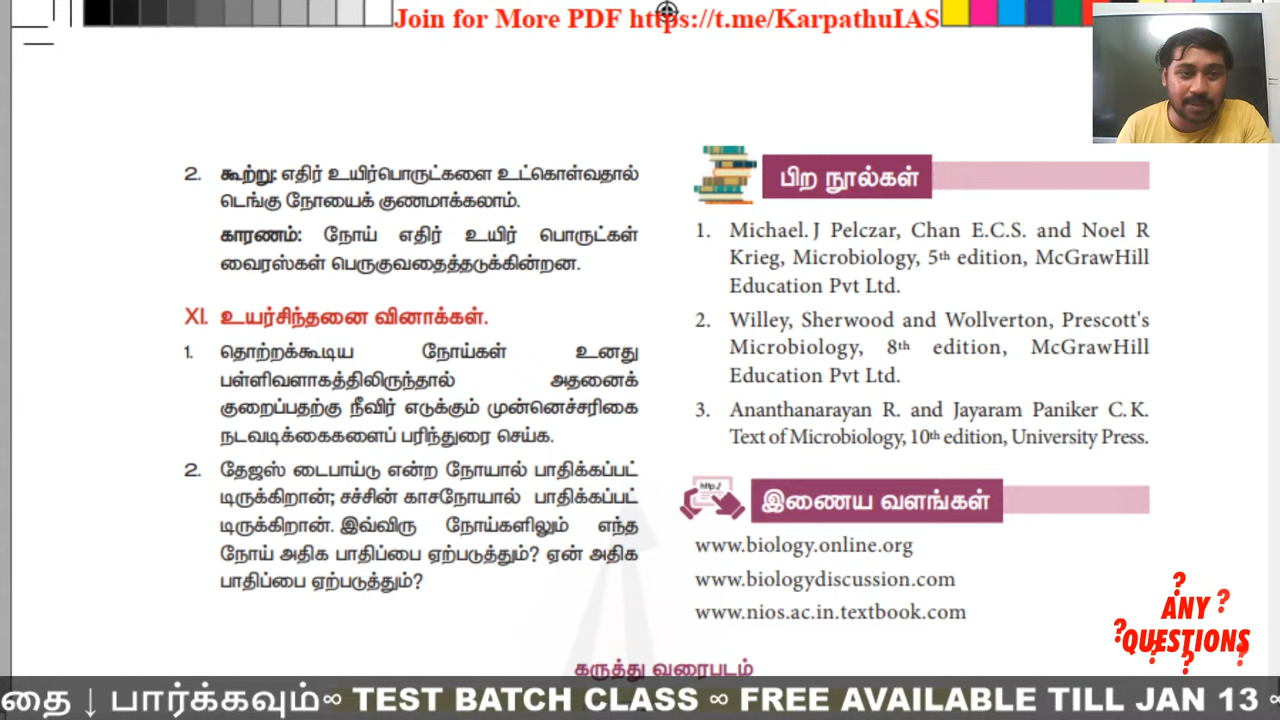 Join for More PDF https://t.me/KarpathuIAS
2. கூற்று: எதிர் உயிர்பொருட்களை உட்கொள்வதால்
டெங்கு நோயைக் குணமாக்கலாம்.
காரணம்: நோய் எதிர் உயிர் பொருட்கள்
வைரஸ்கள் பெருகுவதைத்தடுக்கின்றன.
XI. உயர்சிந்தனை வினாக்கள்.
1. தொற்றக்கூடிய நோய்கள் உனது
பள்ளிவளாகத்திலிருந்தால் அதனைக்
குறைப்பதற்கு நீவிர் எடுக்கும் முன்னெச்சரிகை
நடவடிக்கைகளைப் பரிந்துரை செய்க.
2. தேஜஸ் டைபாய்டு என்ற நோயால் பாதிக்கப்பட்
டிருக்கிறான்; சச்சின் காசநோயால் பாதிக்கப்பட்
டிருக்கிறான். இவ்விரு நோய்களிலும் எந்த
நோய் அதிக பாதிப்பை ஏற்படுத்தும்? ஏன் அதிக
பாதிப்பை ஏற்படுத்தும்?
பிற நூல்கள்
1. Michael. J Pelczar, Chan E.C.S. and Noel R
Krieg, Microbiology, 5th edition, McGrawHill
Education Pvt Ltd.
2. Willey, Sherwood and Wollverton, Prescott's
Microbiology, 8th edition, McGrawHill
Education Pvt Ltd.
3. Ananthanarayan R. and Jayaram Paniker C. K.
Text of Microbiology, 10th edition, University Press.
http://
இணைய வளங்கள்
www.biology.online.org
www.biologydiscussion.com
www.nios.ac.in.textbook.com
ANY
QUESTIONS
கருத்து வரைபடம்
தை ↓ பார்க்கவும்∞ TEST BATCH CLASS ∞ FREE AVAILABLE TILL JAN 13 ∞